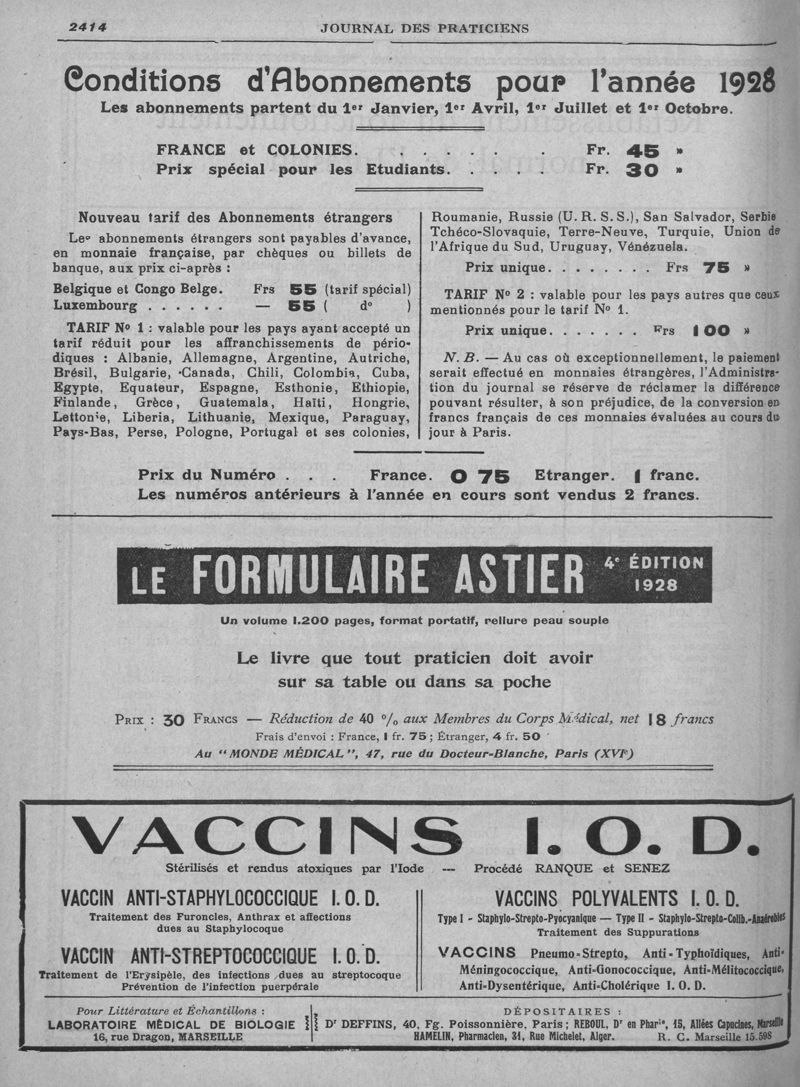 2414
JOURNAL DES PRATICIENS
Conditions d'Abonnements pour l'année 1928
Les abonnements partent du 1er Janvier, 1er Avril, 1er Juillet et 1er Octobre.
FRANCE et COLONIES. . . . . . . Fr. 45 »
Prix spécial pour les Etudiants. . . . . Fr. 30 »
Nouveau tarif des Abonnements étrangers
Les abonnements étrangers sont payables d'avance,
en monnaie française, par chèques ou billets de
banque, aux prix ci-après :
Belgique et Congo Belge. Frs 55 (tarif spécial)
Luxembourg . . . . . . — 55 ( do )
TARIF No 1 : valable pour les pays ayant accepté un
tarif réduit pour les affranchissements de pério-
diques : Albanie, Allemagne, Argentine, Autriche,
Brésil, Bulgarie, Canada, Chili, Colombia, Cuba,
Egypte, Equateur, Espagne, Esthonie, Ethiopie,
Finlande, Grèce, Guatemala, Haïti, Hongrie,
Lettonie, Liberia, Lithuanie, Mexique, Paraguay,
Pays-Bas, Perse, Pologne, Portugal et ses colonies,
Roumanie, Russie (U. R. S. S.), San Salvador, Serbie
Tchéco-Slovaquie, Terre-Neuve, Turquie, Union de
l'Afrique du Sud, Uruguay, Vénézuela.
Prix unique. . . . . . . . Frs 75 »
TARIF No 2 : valable pour les pays autres que ceux
mentionnés pour le tarif No 1.
Prix unique. . . . . . . Frs 100 »
N. B. — Au cas où exceptionnellement, le paiement
serait effectué en monnaies étrangères, l'Administra-
tion du journal se réserve de réclamer la différence
pouvant résulter, à son préjudice, de la conversion en
francs français de ces monnaies évaluées au cours du
jour à Paris.
Prix du Numéro . . . France. 0 75 Etranger. 1 franc.
Les numéros antérieurs à l'année en cours sont vendus 2 francs.
LE FORMULAIRE ASTIER 4e ÉDITION
1928
Un volume 1.200 pages, format portatif, reliure peau souple
Le livre que tout praticien doit avoir
sur sa table ou dans sa poche
PRIX : 30 FRANCS — Réduction de 40 % aux Membres du Corps Médical, net 18 francs
Frais d'envoi : France, 1 fr. 75 ; Étranger, 4 fr. 50
Au "MONDE MÉDICAL", 47, rue du Docteur-Blanche, Paris (XVIe)
VACCINS I. O. D.
Stérilisés et rendus atoxiques par l'Iode — Procédé RANQUE et SENEZ
VACCIN ANTI-STAPHYLOCOCCIQUE I. O. D.
Traitement des Furoncles, Anthrax et affections
dues au Staphylocoque
VACCIN ANTI-STREPTOCOCCIQUE I. O. D.
Traitement de l'Erysipèle, des infections dues au streptocoque
Prévention de l'infection puerpérale
VACCINS POLYVALENTS I. O. D.
Type I - Staphylo-Strepto-Pyocyanique — Type II - Staphylo-Strepto-Colib.-Anaérobies
Traitement des Suppurations
VACCINS Pneumo-Strepto, Anti-Typhoïdiques, Anti-
Méningococcique, Anti-Gonococcique, Anti-Mélitococcique,
Anti-Dysentérique, Anti-Cholérique I. O. D.
Pour Littérature et Échantillons :
LABORATOIRE MÉDICAL DE BIOLOGIE
16, rue Dragon, MARSEILLE
DÉPOSITAIRES :
Dr DEFFINS, 40, Fg. Poissonnière, Paris ; REBOUL, Dr en Phari​e, 15, Allées Capucines, Marseille
HAMELIN, Pharmacien, 31, Rue Michelet, Alger. R. C. Marseille 15.598